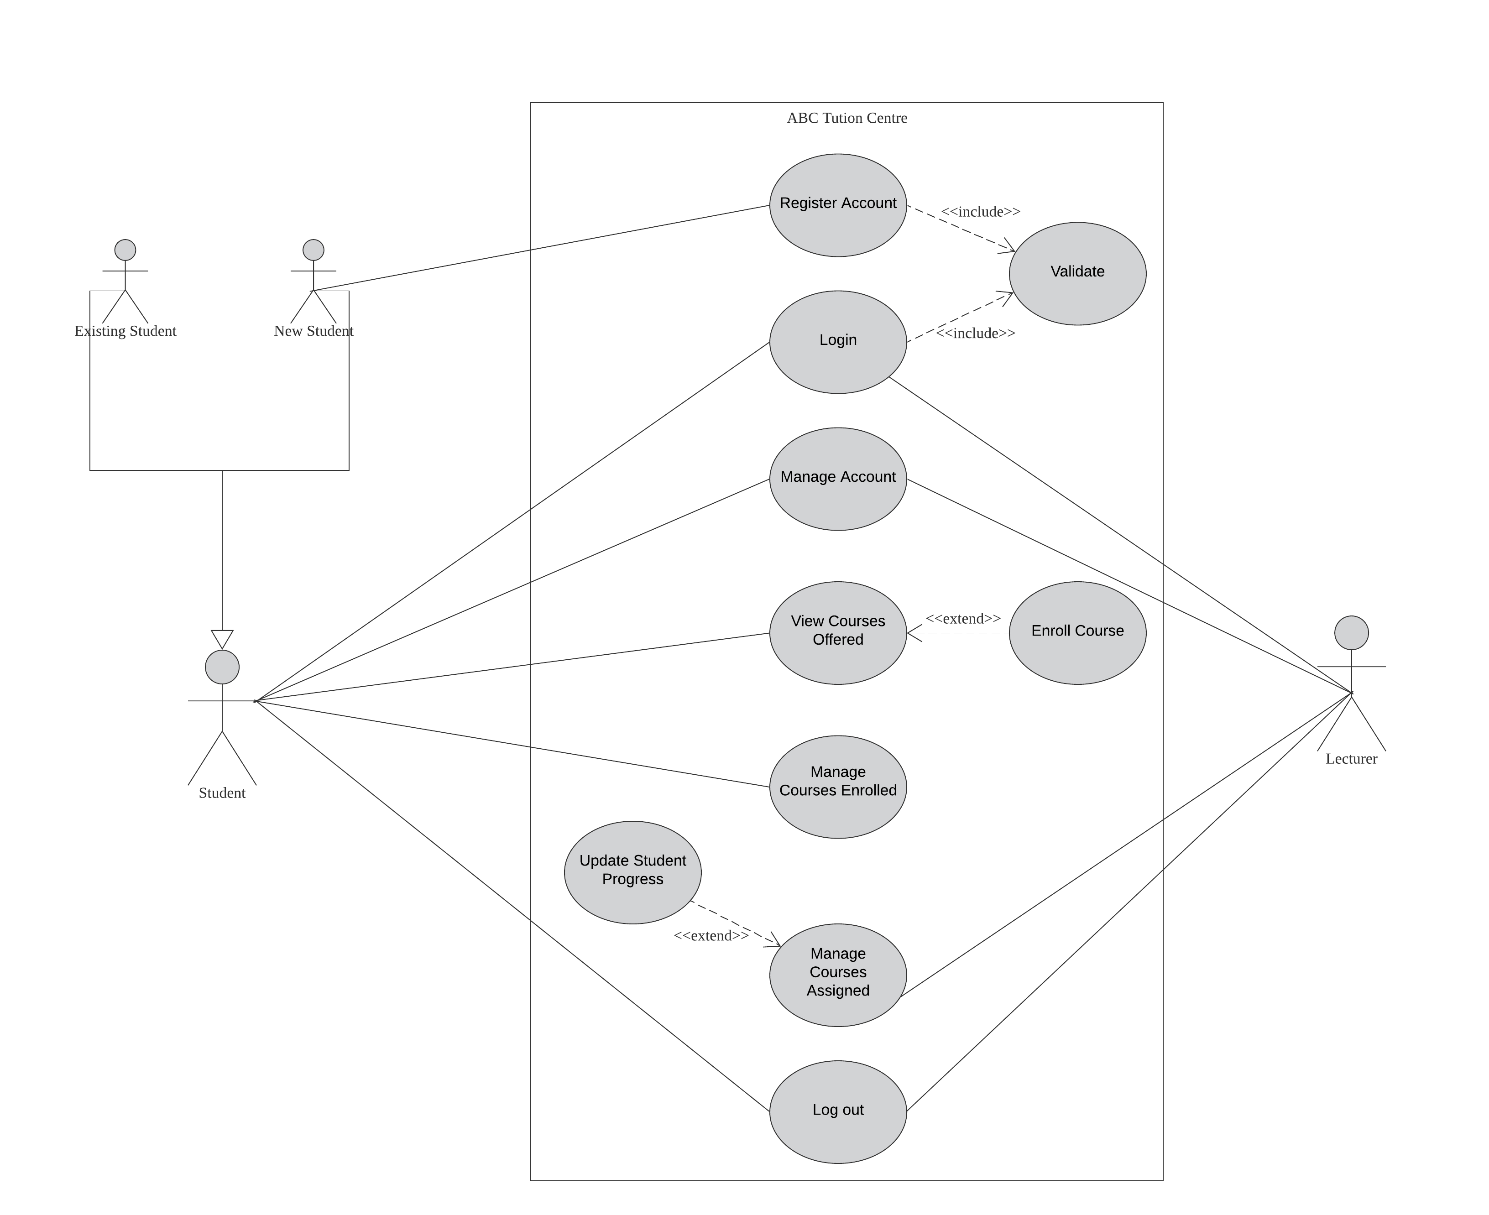 ABC Tution Centre
Register Account
<<include>>
Validate
Existing Student
New Student
Login
<<include>>
Manage Account
View Courses
Offered
<<extend>>
Enroll Course
Lecturer
Student
Manage
Courses Enrolled
Update Student
Progress
<<extend>>
Manage
Courses
Assigned
Log out